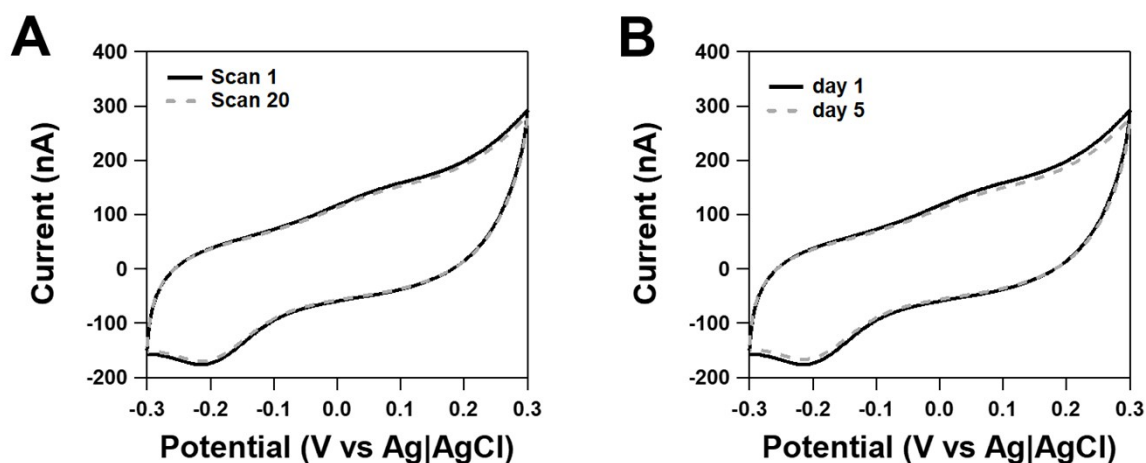 A
400
300
200
100
0
-100
-200
Current (nA)
Scan 1
Scan 20
-0.3 -0.2 -0.1 0.0 0.1 0.2 0.3
Potential (V vs Ag|AgCl)
B
400
300
200
100
0
-100
-200
Current (nA)
day 1
day 5
-0.3 -0.2 -0.1 0.0 0.1 0.2 0.3
Potential (V vs Ag|AgCl)